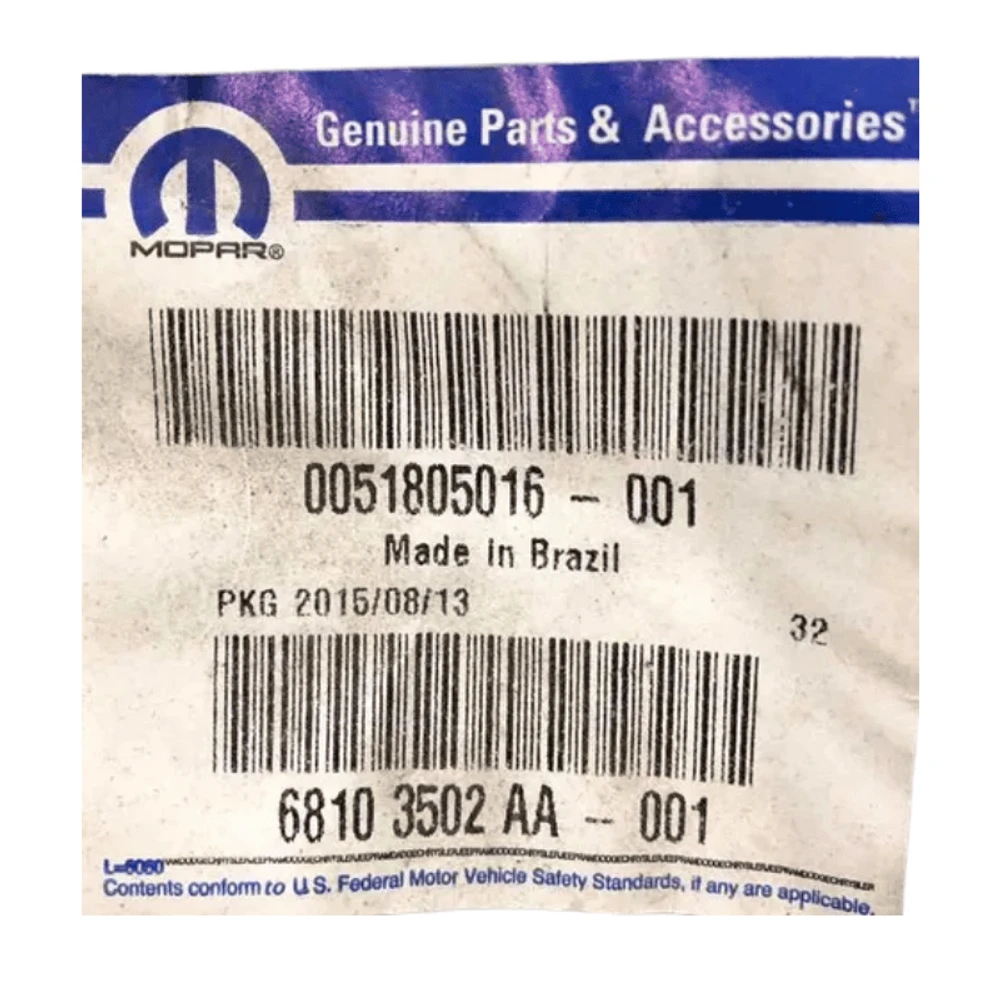 Genuine Parts & Accessories™
MOPAR®
0051805016 - 001
Made in Brazil
PKG 2015/08/13
32
6810 3502 AA - 001
L=6060
Contents conform to U.S. Federal Motor Vehicle Safety Standards, if any are applicable.